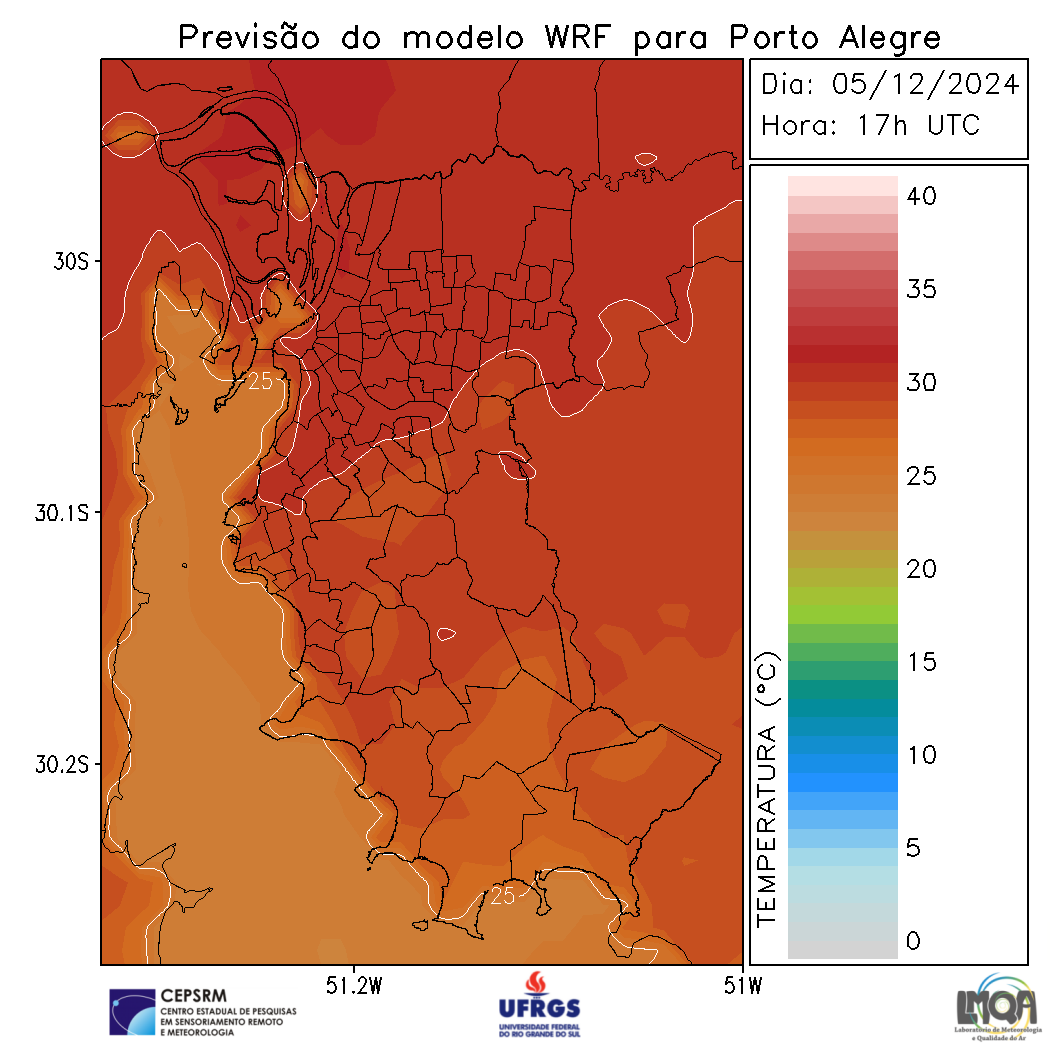 Previsão do modelo WRF para Porto Alegre
Dia: 05/12/2024
Hora: 17h UTC
40
35
30
25
20
15
10
5
0
TEMPERATURA (°C)
30S
30.1S
30.2S
51.2W
51W
25
25
CEPSRM
CENTRO ESTADUAL DE PESQUISAS
EM SENSORIAMENTO REMOTO
E METEOROLOGIA
UFRGS
UNIVERSIDADE FEDERAL
DO RIO GRANDE DO SUL
LMQA
Laboratório de Meteorologia
e Qualidade do Ar